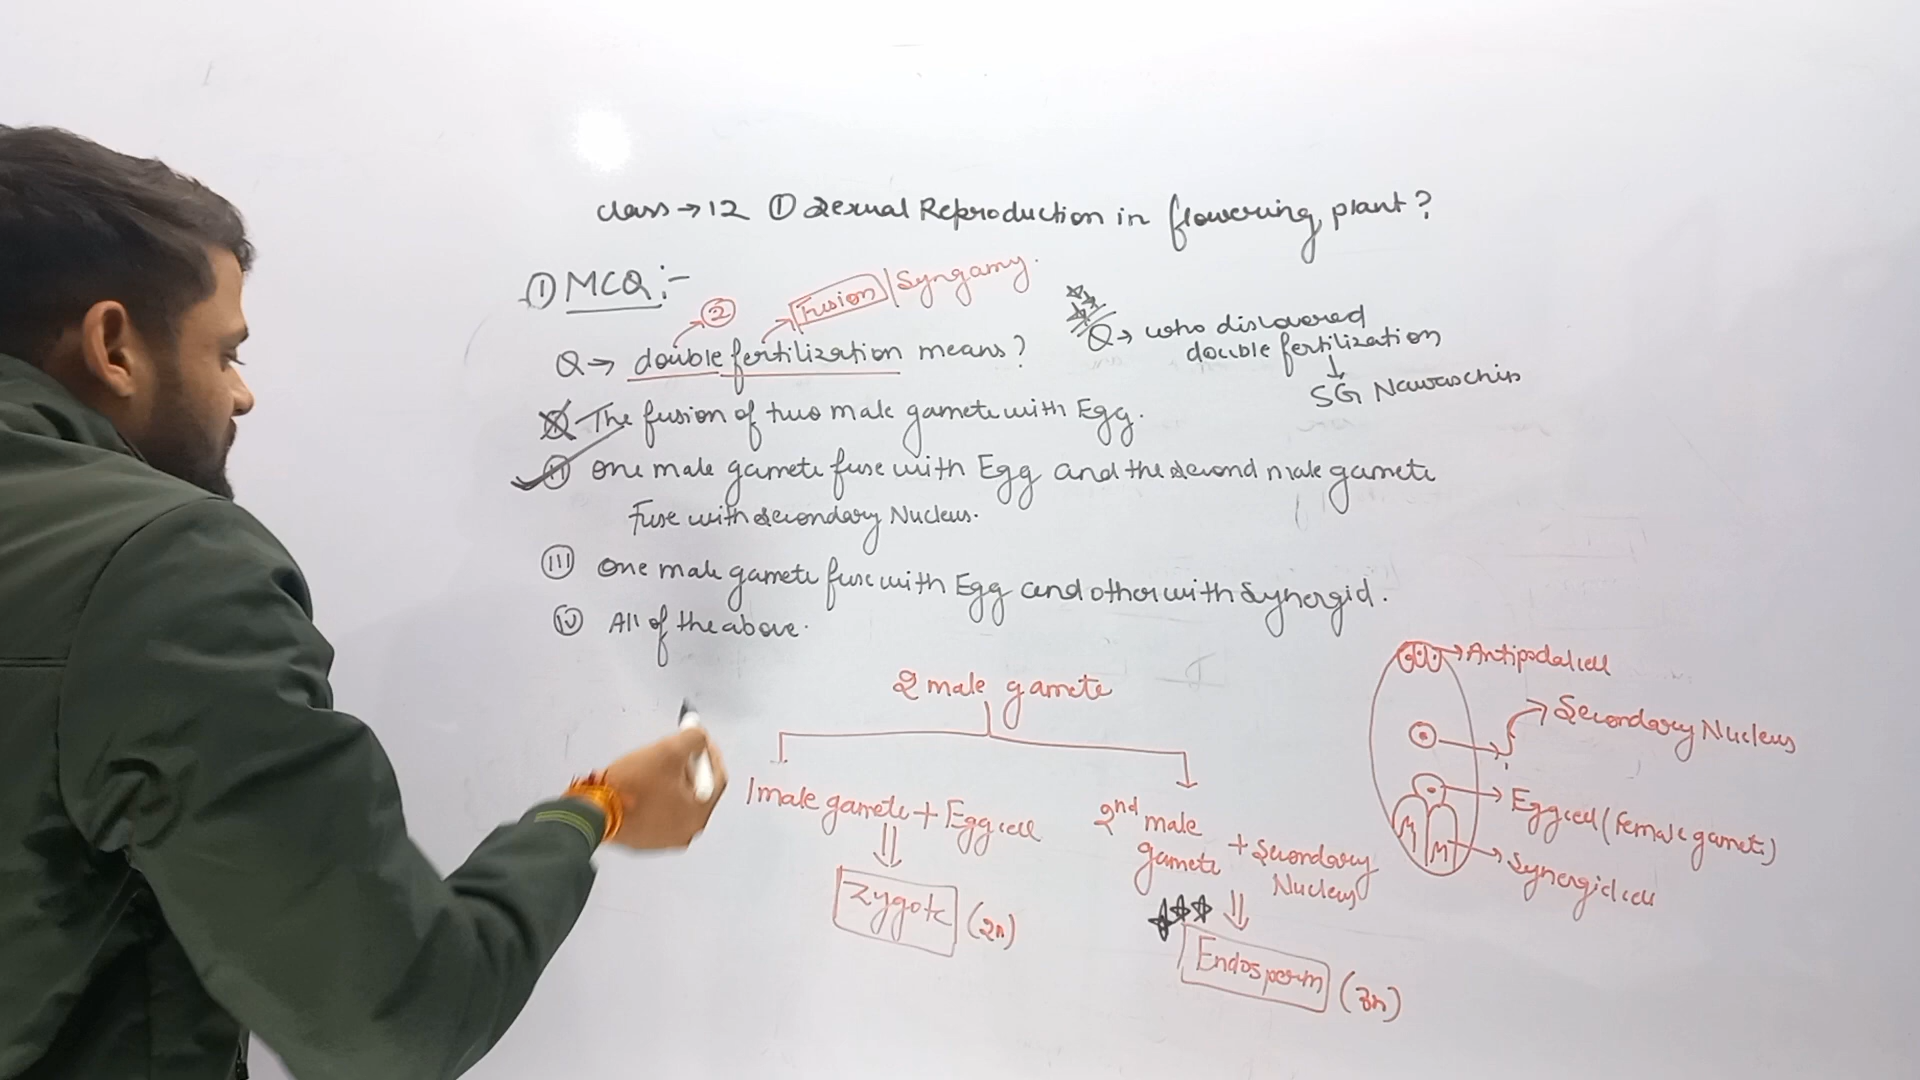 class → 12 ① Sexual Reproduction in flowering plant?
① MCQ:-
② Fusion / Syngamy.
Q → double fertilization means?
Q → who discovered
double fertilization
↓
SG Nawaschin
The fusion of two male gamete with Egg.
(II) One male gamete fuse with Egg and the second male gamete
Fuse with secondary Nucleus.
(III) One male gamete fuse with Egg and other with Synergid.
(IV) All of the above.
2 male gamete
1 male gamete + Egg cell
⇓
Zygote (2n)
2nd male
gamete + Secondary
Nucleus
⇓
Endosperm (3n)
→ Antipodal cell
→ Secondary Nucleus
→ Egg cell (female gamete)
→ Synergid cell